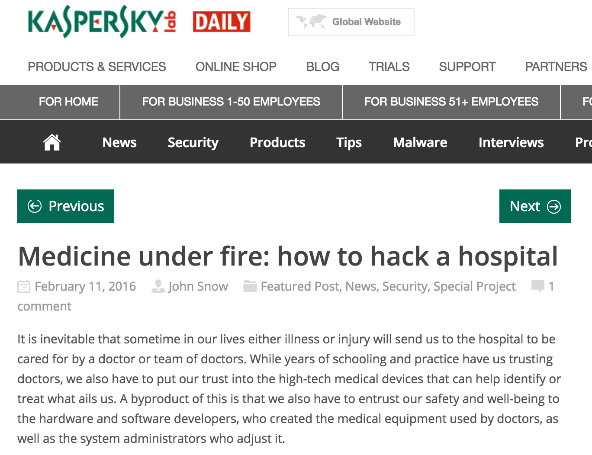 KASPERSKY lab DAILY
Global Website
PRODUCTS & SERVICES ONLINE SHOP BLOG TRIALS SUPPORT PARTNERS
FOR HOME FOR BUSINESS 1-50 EMPLOYEES FOR BUSINESS 51+ EMPLOYEES
News Security Products Tips Malware Interviews
Previous
Next
Medicine under fire: how to hack a hospital
February 11, 2016 John Snow Featured Post, News, Security, Special Project 1
comment
It is inevitable that sometime in our lives either illness or injury will send us to the hospital to be
cared for by a doctor or team of doctors. While years of schooling and practice have us trusting
doctors, we also have to put our trust into the high-tech medical devices that can help identify or
treat what ails us. A byproduct of this is that we also have to entrust our safety and well-being to
the hardware and software developers, who created the medical equipment used by doctors, as
well as the system administrators who adjust it.